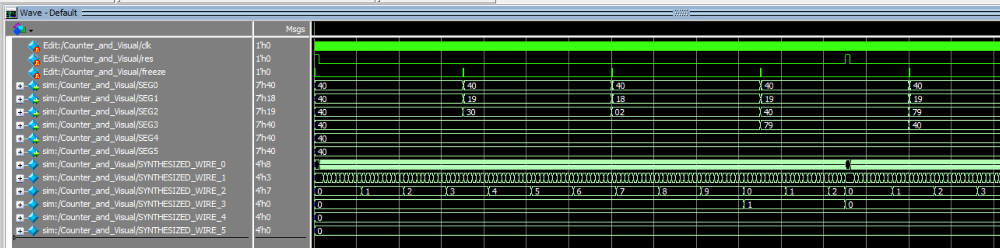 Wave - Default
Msgs
Edit:/Counter_and_Visual/clk 1'h0
Edit:/Counter_and_Visual/res 1'h0
Edit:/Counter_and_Visual/freeze 1'h0
sim:/Counter_and_Visual/SEG0 7'h40 40 40 40 40 40
sim:/Counter_and_Visual/SEG1 7'h18 40 19 18 19 19
sim:/Counter_and_Visual/SEG2 7'h19 40 30 02 40 79
sim:/Counter_and_Visual/SEG3 7'h40 40 79 40
sim:/Counter_and_Visual/SEG4 7'h40 40
sim:/Counter_and_Visual/SEG5 7'h40 40
sim:/Counter_and_Visual/SYNTHESIZED_WIRE_0 4'h8
sim:/Counter_and_Visual/SYNTHESIZED_WIRE_1 4'h3
sim:/Counter_and_Visual/SYNTHESIZED_WIRE_2 4'h7 0 1 2 3 4 5 6 7 8 9 0 1 2 0 1 2 3
sim:/Counter_and_Visual/SYNTHESIZED_WIRE_3 4'h0 0 1 0
sim:/Counter_and_Visual/SYNTHESIZED_WIRE_4 4'h0 0
sim:/Counter_and_Visual/SYNTHESIZED_WIRE_5 4'h0 0